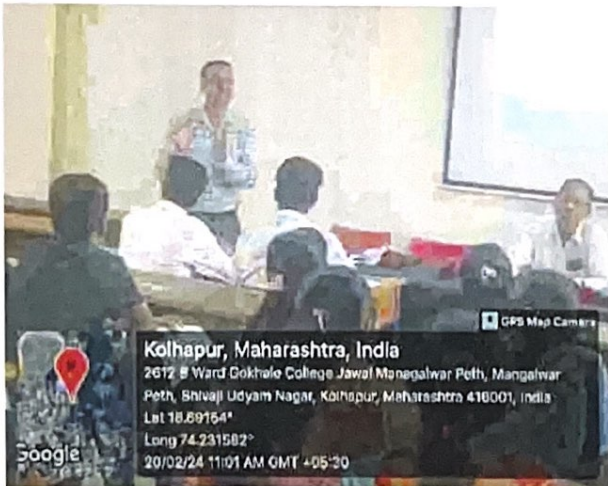 GPS Map Camera
Kolhapur, Maharashtra, India
2612 B Ward Gokhale College Jawal Managalwar Peth, Mangalwar
Peth, Shivaji Udyam Nagar, Kolhapur, Maharashtra 416001, India
Lat 16.69154°
Long 74.231582°
20/02/24 11:01 AM GMT +05:30
Google